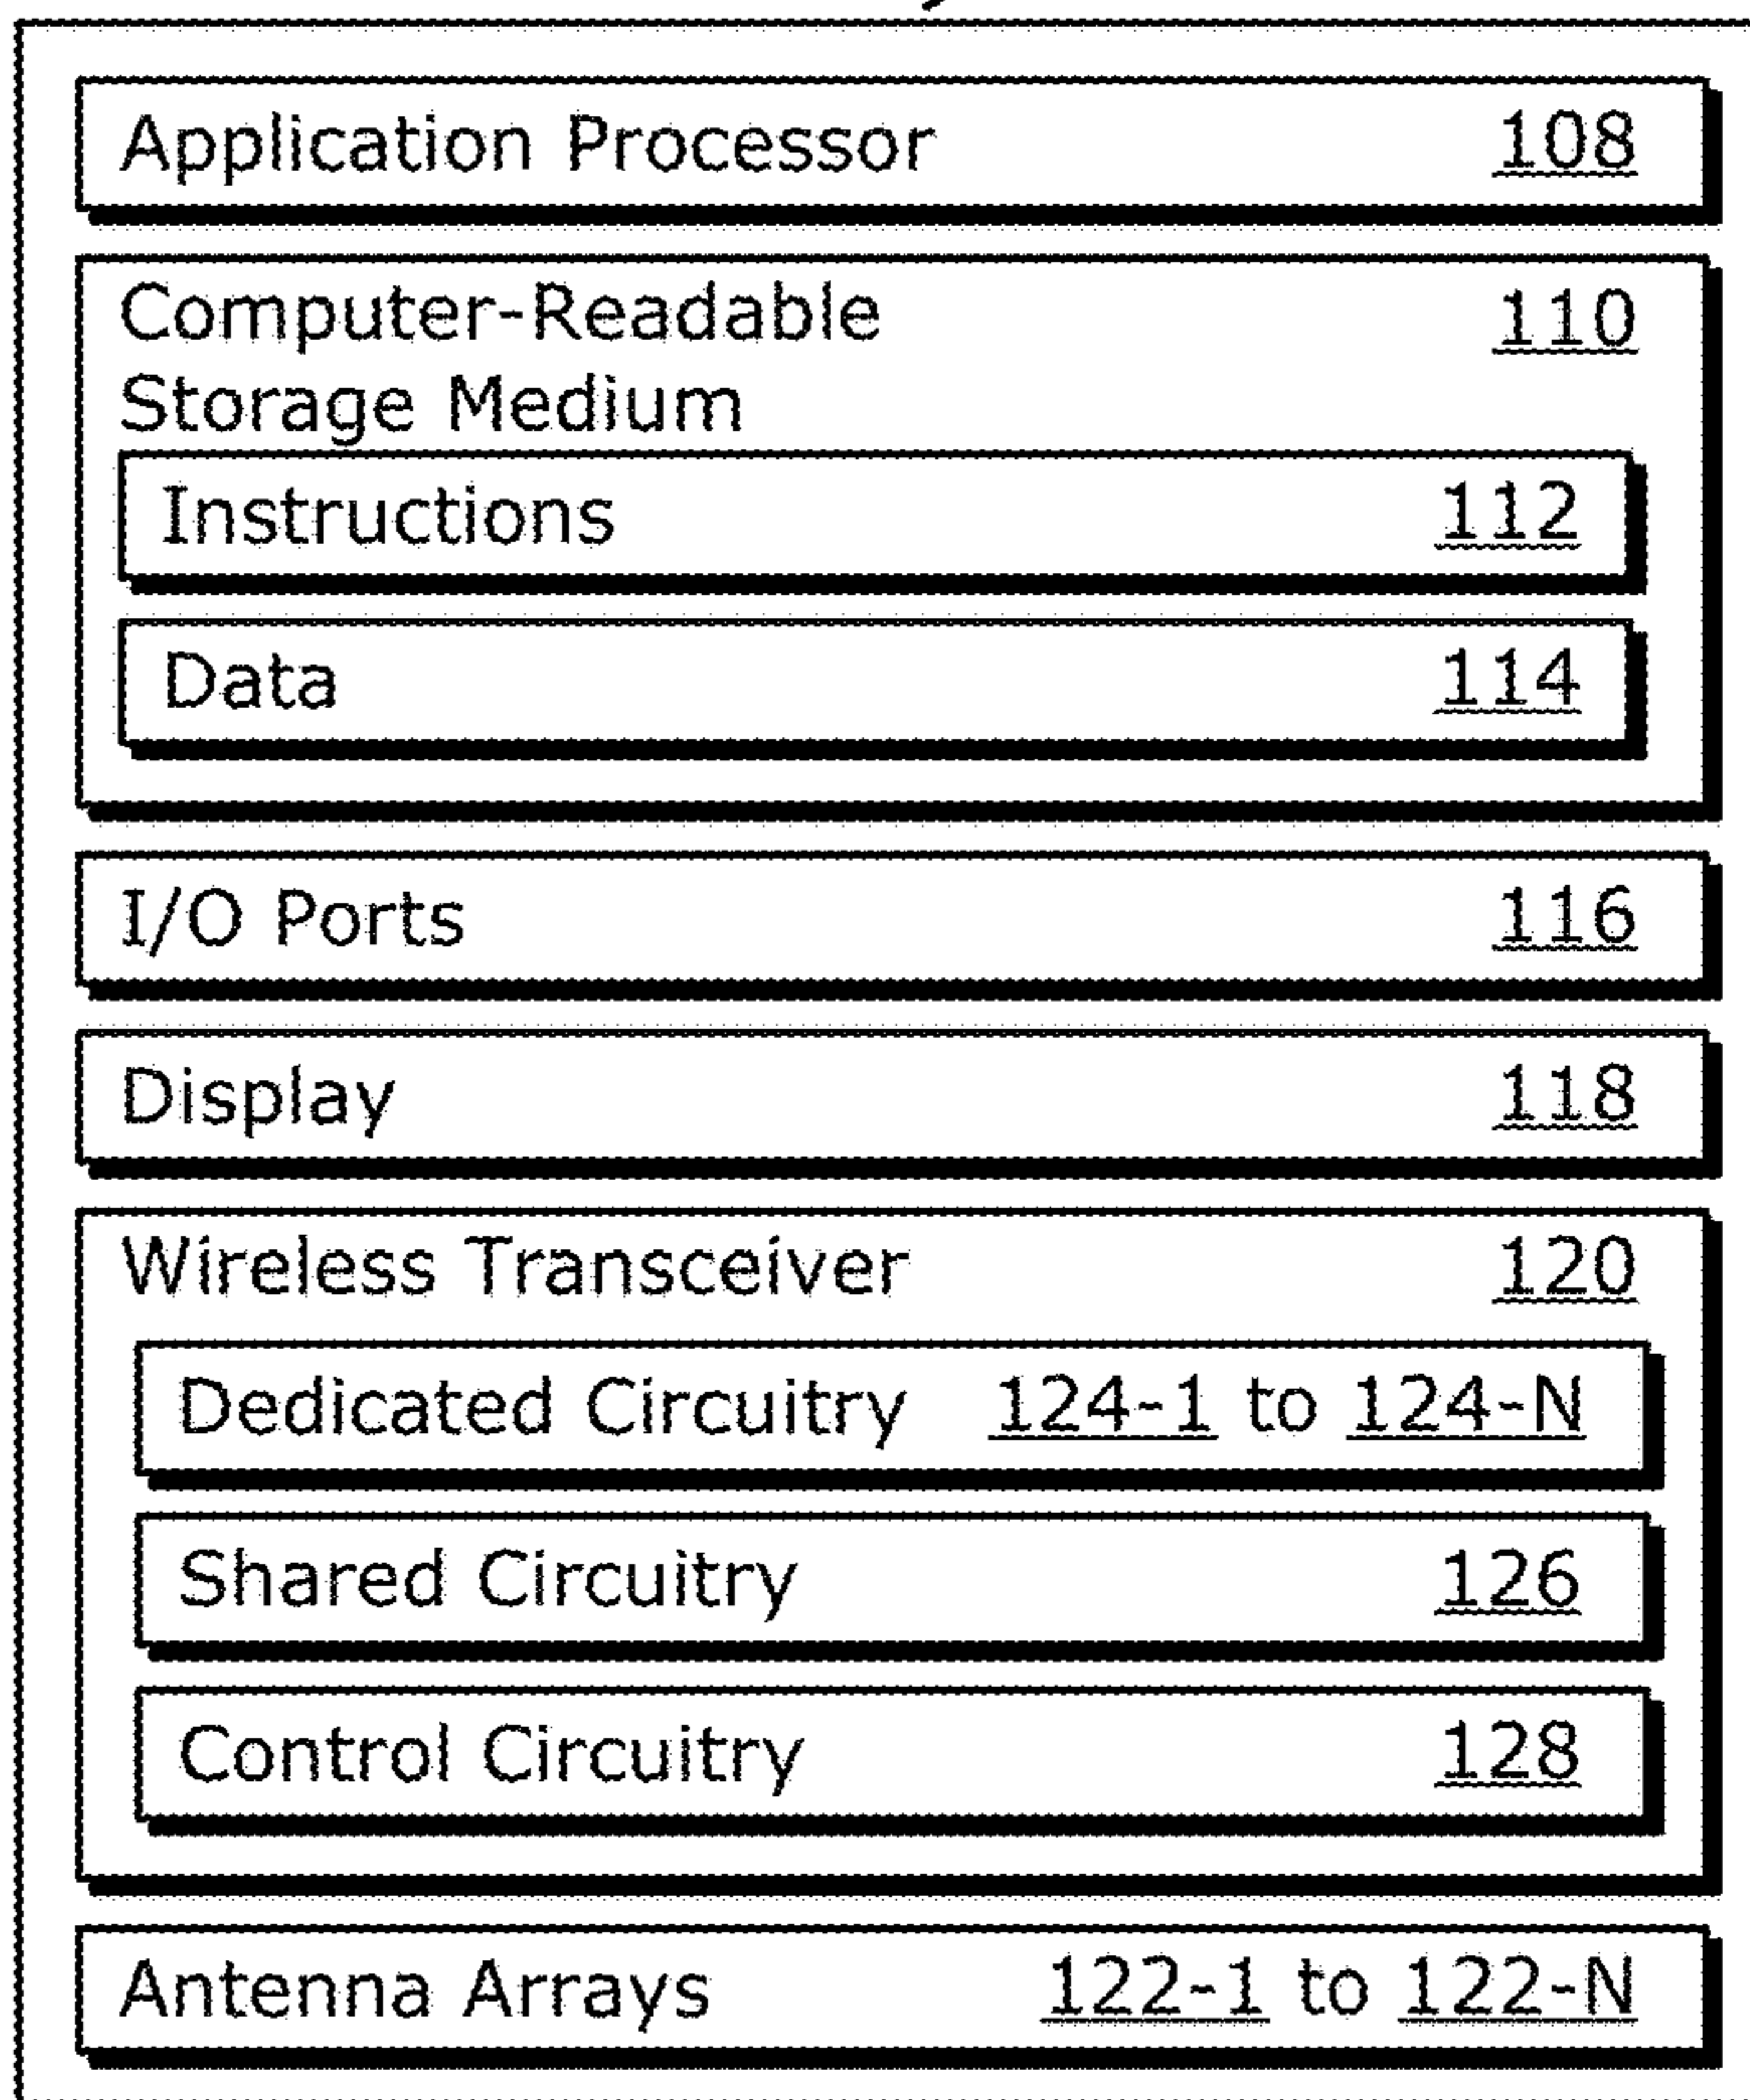 Application Processor 108
Computer-Readable 110
Storage Medium
Instructions 112
Data 114
I/O Ports 116
Display 118
Wireless Transceiver 120
Dedicated Circuitry 124-1 to 124-N
Shared Circuitry 126
Control Circuitry 128
Antenna Arrays 122-1 to 122-N